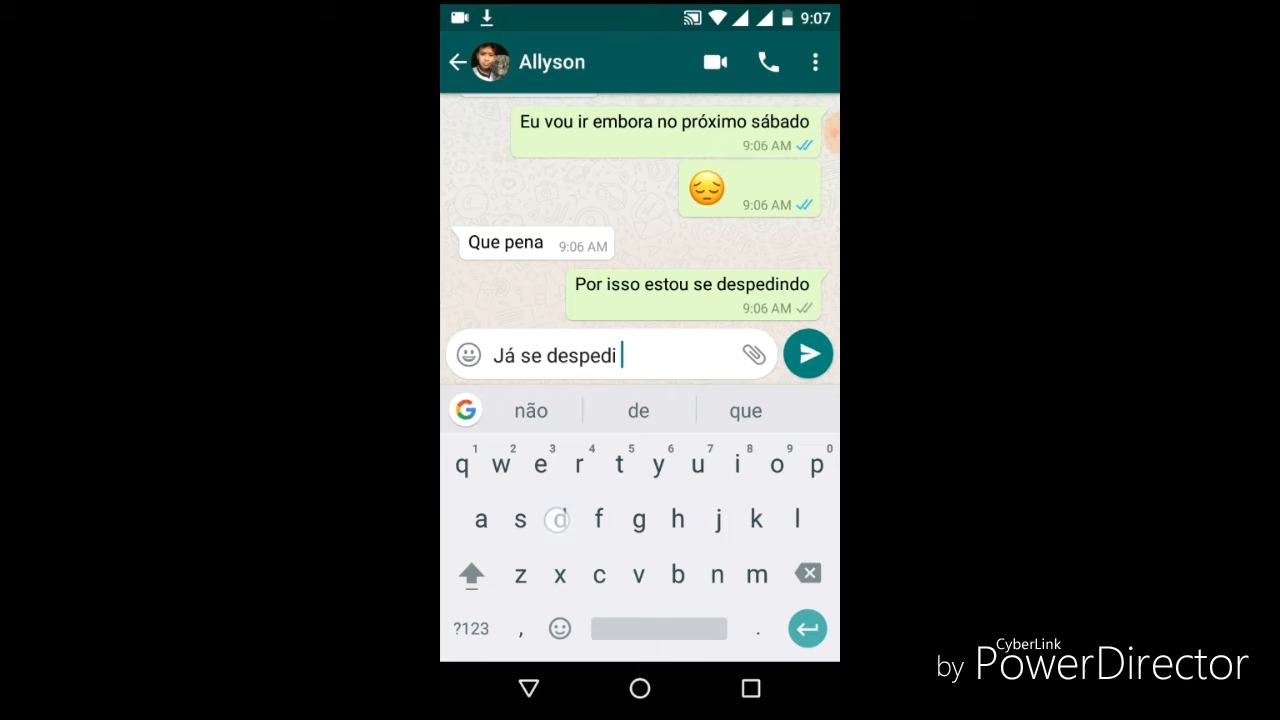 9:07
Allyson
Eu vou ir embora no próximo sábado
9:06 AM
9:06 AM
Que pena 9:06 AM
Por isso estou se despedindo
9:06 AM
Já se despedi
G não de que
1 2 3 4 5 6 7 8 9 0
q w e r t y u i o p
a s d f g h j k l
z x c v b n m
?123 , .
CyberLink
by PowerDirector